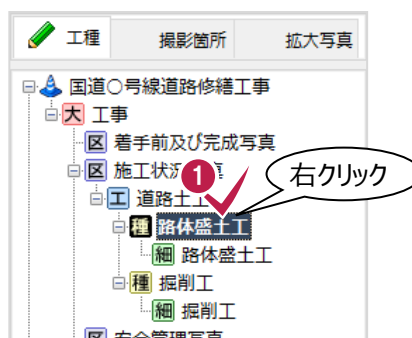 工種 撮影箇所 拡大写真
国道○号線道路修繕工事
大 工事
区 着手前及び完成写真
区 施工状況写真
1 右クリック
工 道路土工
種 路体盛土工
細 路体盛土工
種 掘削工
細 掘削工
区 安全管理写真